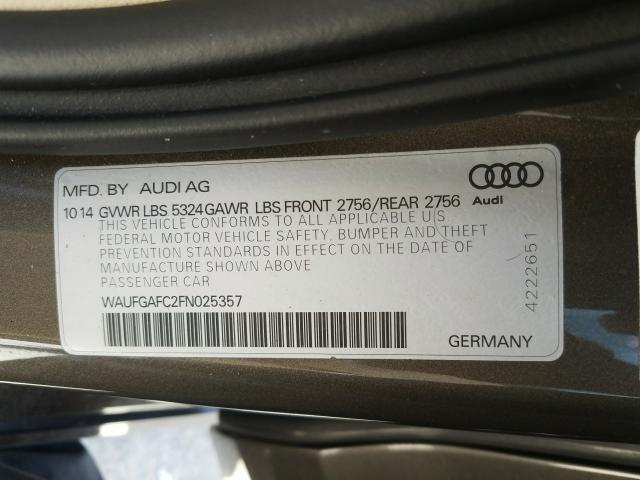 MFD. BY AUDI AG
Audi
10 14 GVWR LBS 5324 GAWR LBS FRONT 2756/REAR 2756
THIS VEHICLE CONFORMS TO ALL APPLICABLE U/S
FEDERAL MOTOR VEHICLE SAFETY, BUMPER AND THEFT
PREVENTION STANDARDS IN EFFECT ON THE DATE OF
MANUFACTURE SHOWN ABOVE
PASSENGER CAR
WAUFGAFC2FN025357
GERMANY
4222651